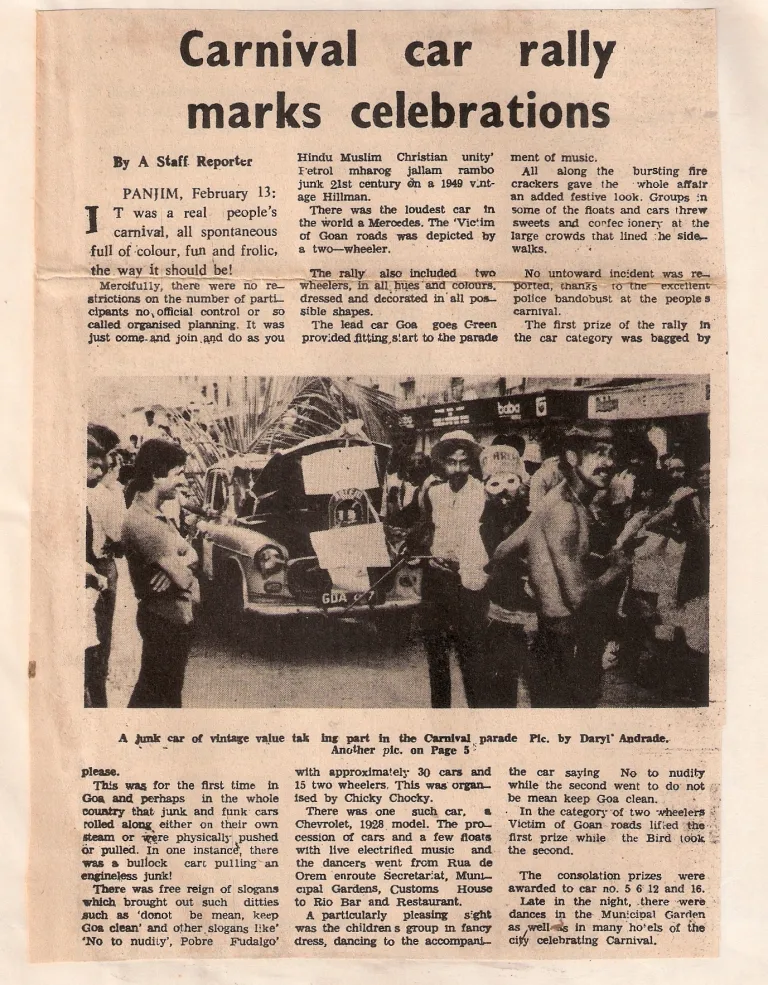 Carnival car rally
marks celebrations
By A Staff Reporter
PANJIM, February 13:
IT was a real people's
carnival, all spontaneous
full of colour, fun and frolic,
the way it should be!
Mercifully, there were no re-
strictions on the number of parti-
cipants no official control or so
called organised planning. It was
just come and join and do as you
please.
This was for the first time in
Goa and perhaps in the whole
country that junk and funk cars
rolled along either on their own
steam or were physically pushed
or pulled. In one instance, there
was a bullock cart pulling an
engineless junk!
There was free reign of slogans
which brought out such ditties
such as 'donot be mean, keep
Goa clean' and other slogans like'
'No to nudity', Pobre Fudalgo'
Hindu Muslim Christian unity'
Petrol mharog jallam rambo
junk 21st century on a 1949 vint-
age Hillman.
There was the loudest car in
the world a Mercedes. The 'Victim
of Goan roads was depicted by
a two—wheeler.
The rally also included two
wheelers, in all hues and colours,
dressed and decorated in all pos-
sible shapes.
The lead car Goa goes Green
provided fitting start to the parade
with approximately 30 cars and
15 two wheelers. This was organ-
ised by Chicky Chocky.
There was one such car, a
Chevrolet, 1928 model. The pro-
cession of cars and a few floats
with live electrified music and
the dancers went from Rua de
Orem enroute Secretariat, Muni-
cipal Gardens, Customs House
to Rio Bar and Restaurant.
A particularly pleasing sight
was the children s group in fancy
dress, dancing to the accompani-
ment of music.
All along the bursting fire
crackers gave the whole affair
an added festive look. Groups in
some of the floats and cars threw
sweets and confectionery at the
large crowds that lined the side-
walks.
No untoward incident was re-
ported, thanks to the excellent
police bandobust at the people s
carnival.
The first prize of the rally in
the car category was bagged by
the car saying No to nudity
while the second went to do not
be mean keep Goa clean.
In the category of two wheelers
Victim of Goan roads lifted the
first prize while the Bird took
the second.
The consolation prizes were
awarded to car no. 5 6 12 and 16.
Late in the night, there were
dances in the Municipal Garden
as well as in many hotels of the
city celebrating Carnival.
baba
A junk car of vintage value tak ing part in the Carnival parade Pic. by Daryl Andrade.
Another pic. on Page 5